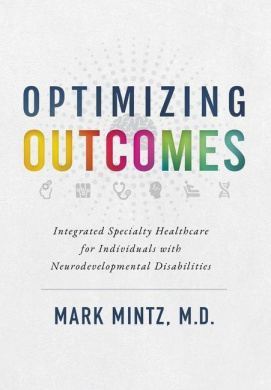 OPTIMIZING
OUTCOMES
Integrated Specialty Healthcare
for Individuals with
Neurodevelopmental Disabilities
MARK MINTZ, M.D.